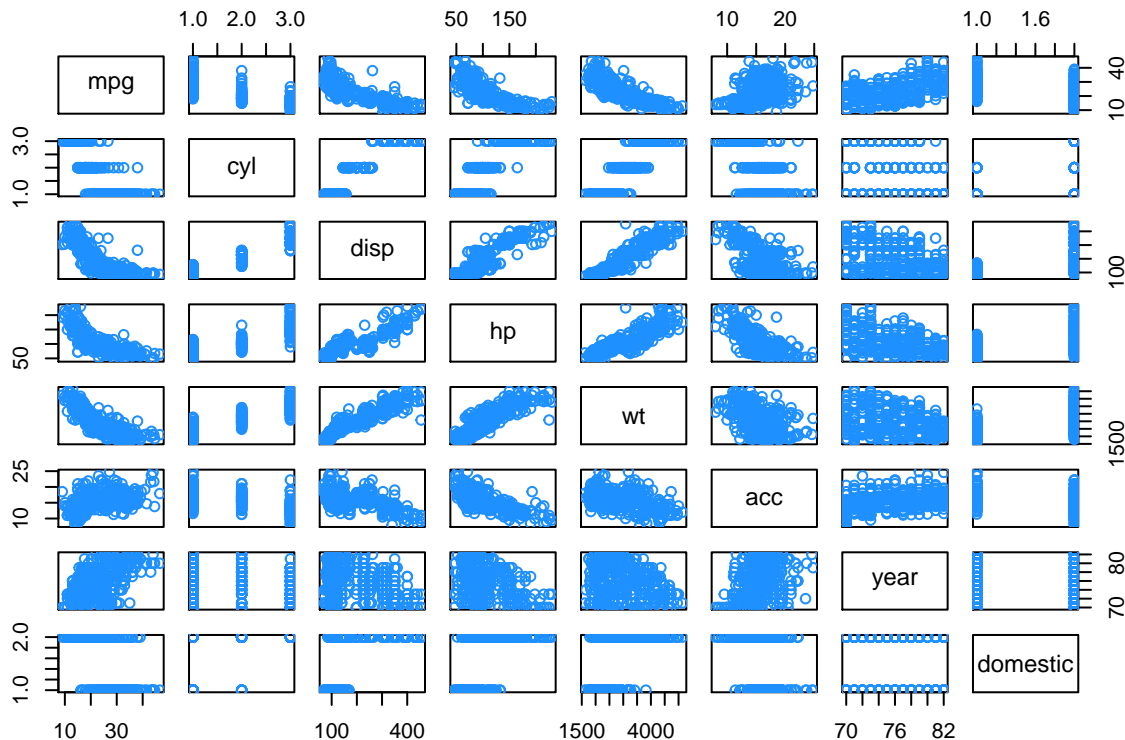 1.0 2.0 3.0 50 150 10 20 1.0 1.6
mpg 10 40
1.0 3.0 cyl
disp 100
50 hp
wt 1500
10 25 acc
year 70 80
1.0 2.0 domestic
10 30 100 400 1500 4000 70 76 82